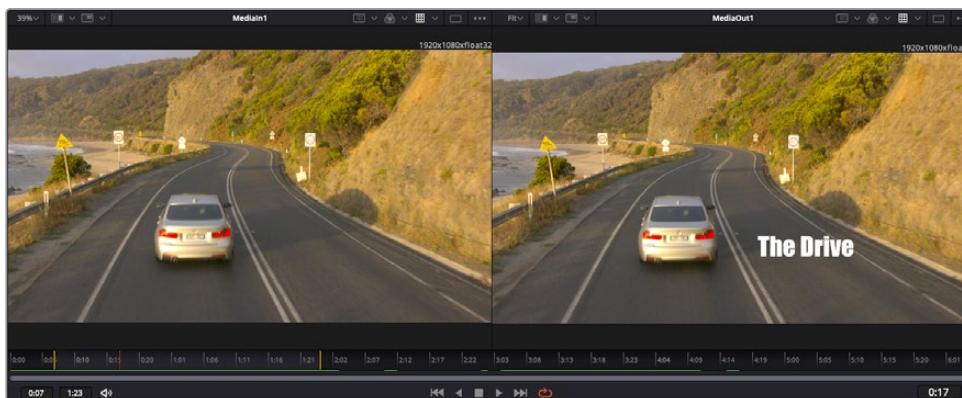 39% MediaIn1 Fit MediaOut1
1920x1080xfloat32 1920x1080xfloat
The Drive
0:00 0:10 0:20 1:01 1:06 1:11 1:16 1:21 2:02 2:07 2:12 2:17 2:22 3:03 3:08 3:13 3:18 3:23 4:04 4:09 4:14 4:19 5:00 5:05 5:10 5:15 5:20 6:01
0:07 1:23 0:17